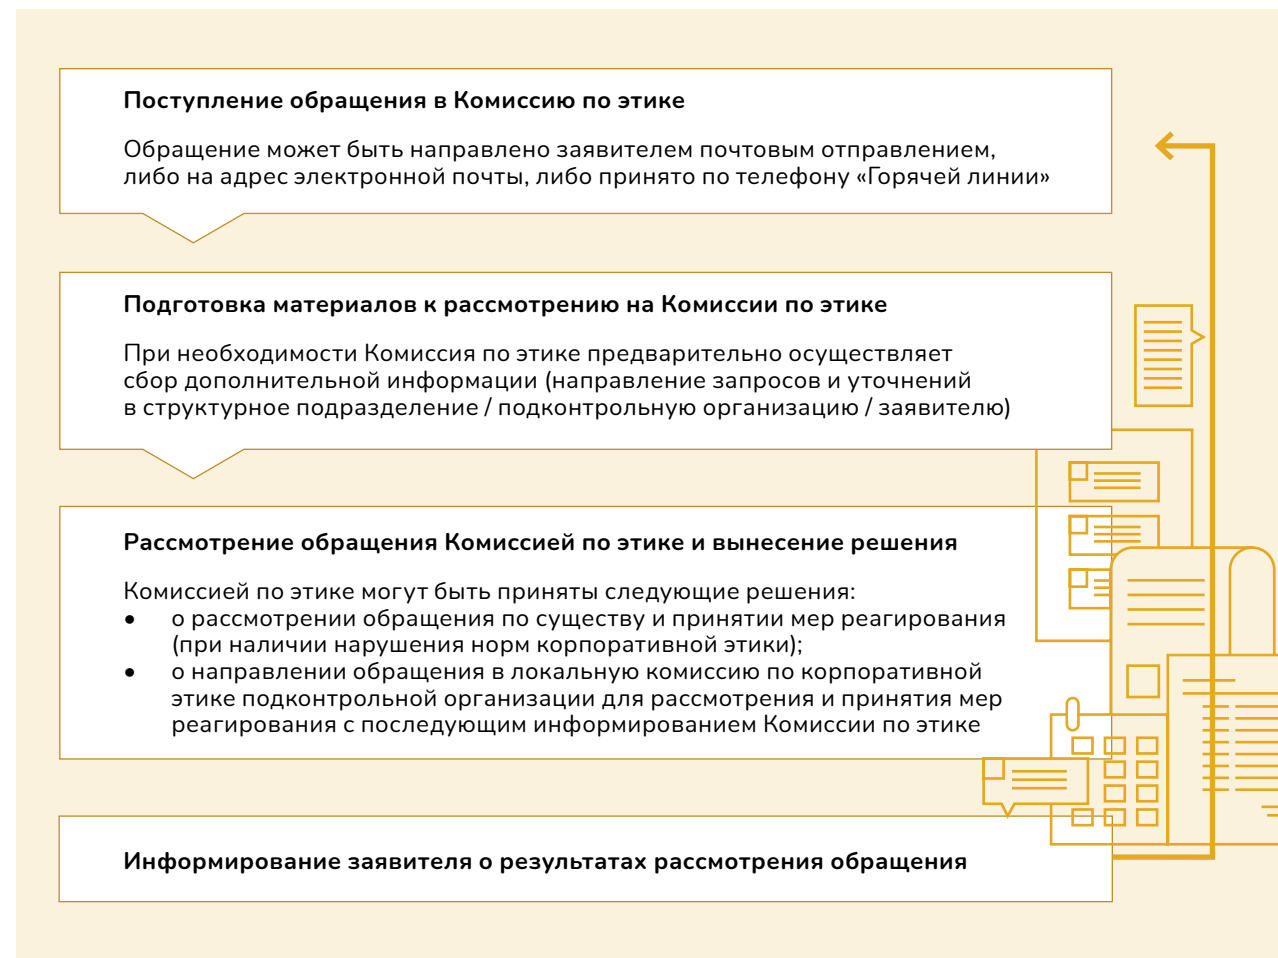 Поступление обращения в Комиссию по этике
Обращение может быть направлено заявителем почтовым отправлением,
либо на адрес электронной почты, либо принято по телефону «Горячей линии»
Подготовка материалов к рассмотрению на Комиссии по этике
При необходимости Комиссия по этике предварительно осуществляет
сбор дополнительной информации (направление запросов и уточнений
в структурное подразделение / подконтрольную организацию / заявителю)
Рассмотрение обращения Комиссией по этике и вынесение решения
Комиссией по этике могут быть приняты следующие решения:
• о рассмотрении обращения по существу и принятии мер реагирования
(при наличии нарушения норм корпоративной этики);
• о направлении обращения в локальную комиссию по корпоративной
этике подконтрольной организации для рассмотрения и принятия мер
реагирования с последующим информированием Комиссии по этике
Информирование заявителя о результатах рассмотрения обращения